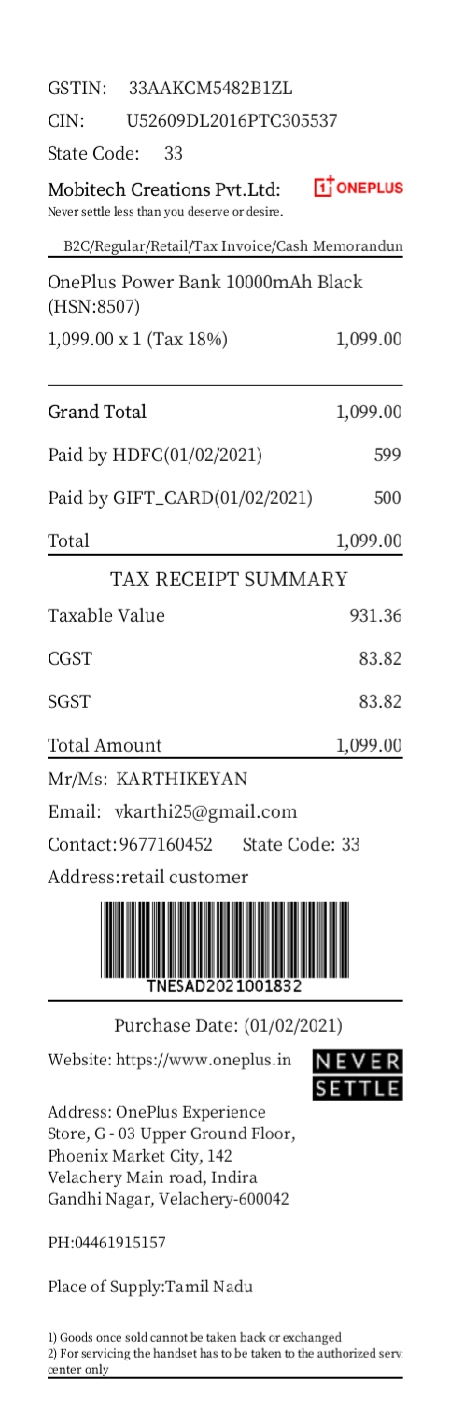 GSTIN: 33AAKCM5482B1ZL
CIN: U52609DL2016PTC305537
State Code: 33
Mobitech Creations Pvt.Ltd: 1+ ONEPLUS
Never settle less than you deserve or desire.
B2C/Regular/Retail/Tax Invoice/Cash Memorandun
OnePlus Power Bank 10000mAh Black
(HSN:8507)
1,099.00 x 1 (Tax 18%) 1,099.00
Grand Total 1,099.00
Paid by HDFC(01/02/2021) 599
Paid by GIFT_CARD(01/02/2021) 500
Total 1,099.00
TAX RECEIPT SUMMARY
Taxable Value 931.36
CGST 83.82
SGST 83.82
Total Amount 1,099.00
Mr/Ms: KARTHIKEYAN
Email: vkarthi25@gmail.com
Contact:9677160452 State Code: 33
Address:retail customer
TNESAD2021001832
Purchase Date: (01/02/2021)
Website: https://www.oneplus.in NEVER
SETTLE
Address: OnePlus Experience
Store, G - 03 Upper Ground Floor,
Phoenix Market City, 142
Velachery Main road, Indira
Gandhi Nagar, Velachery-600042
PH:04461915157
Place of Supply:Tamil Nadu
1) Goods once sold cannot be taken back or exchanged
2) For servicing the handset has to be taken to the authorized serv
center only